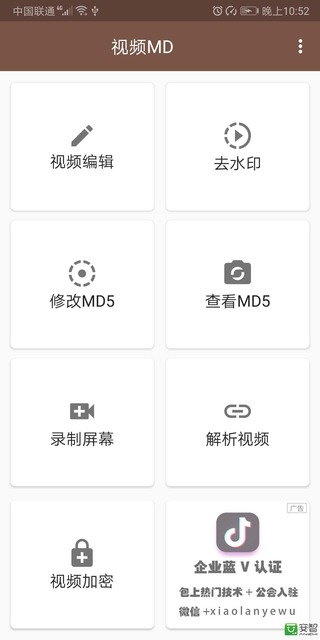 中国联通 晚上10:52
视频MD
视频编辑
去水印
修改MD5
查看MD5
录制屏幕
解析视频
视频加密
广告
企业蓝 V 认证
包上热门技术 + 公会入驻
微信 +xiaolanyewu
安智